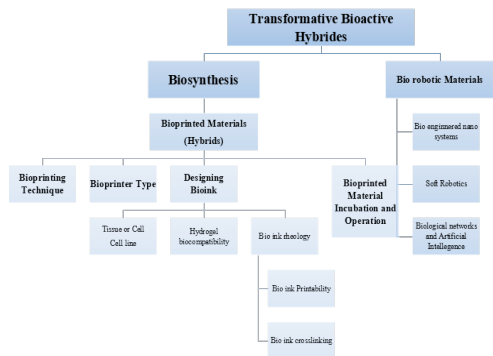 Transformative Bioactive
Hybrides
Biosynthesis
Bio robotic Materials
Bioprinted Materials
(Hybrids)
Bio enginnered nano
systems
Bioprinting
Technique
Bioprinter Type
Designing
Bioink
Bioprinted
Material
Incubation and
Operation
Soft Robotics
Tissue or Cell
Cell line
Hydrogel
biocompatibility
Bio ink rheology
Biological networks
and Artificial
Intellegence
Bio ink Printability
Bio ink crosslinking